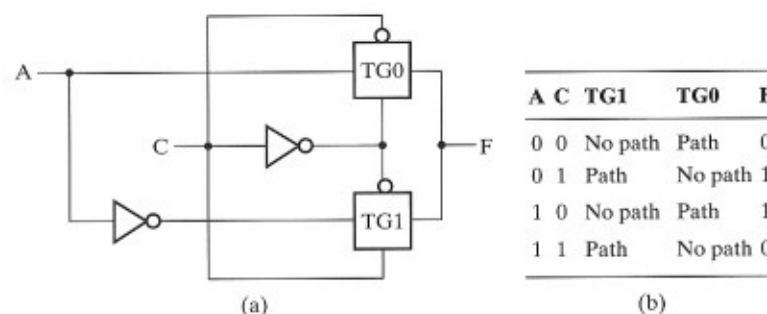 A
TG0
C
F
TG1
(a)
A C TG1 TG0
0 0 No path Path 0
0 1 Path No path 1
1 0 No path Path 1
1 1 Path No path 0
(b)